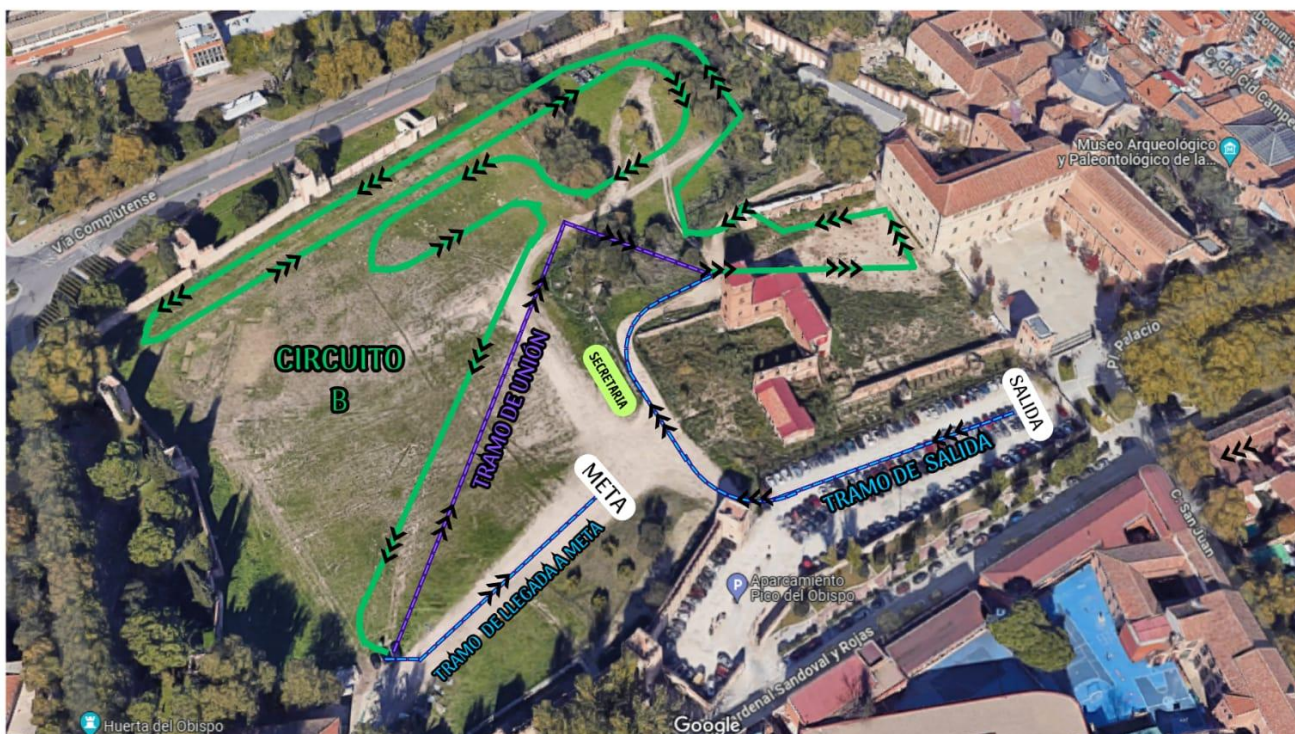 C. del Cid Campe
Museo Arqueológico
y Paleontológico de la...
Vía Complutense
CIRCUITO
B
TRAMO DE UNIÓN
SECRETARIA
Pl. Palacio
SALIDA
TRAMO DE SALIDA
META
TRAMO DE LLEGADA A META
C. San Juan
P
Aparcamiento
Pico del Obispo
ardenal Sandoval y Rojas
Huerta del Obispo
Google